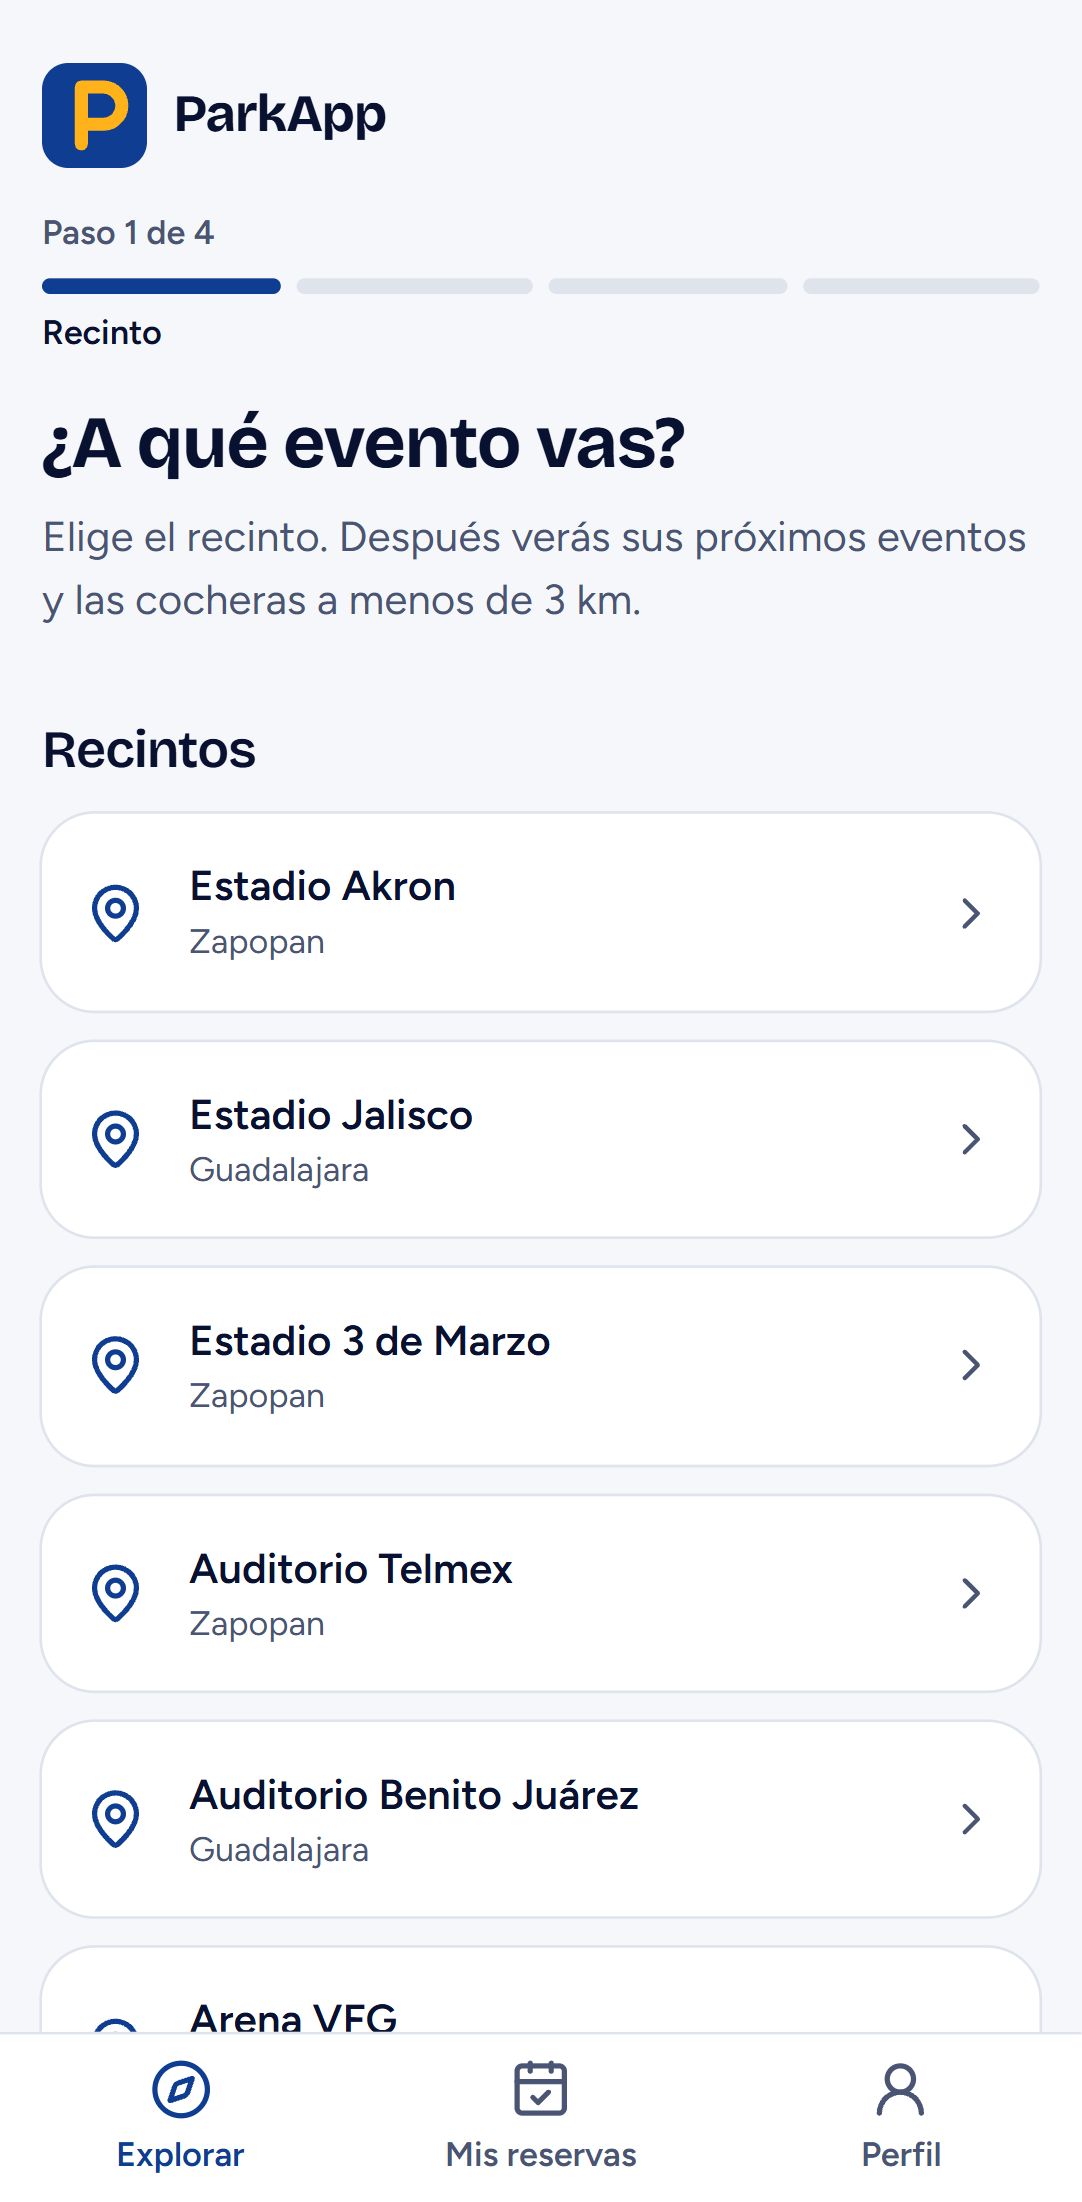 ParkApp
Paso 1 de 4
Recinto
¿A qué evento vas?
Elige el recinto. Después verás sus próximos eventos
y las cocheras a menos de 3 km.
Recintos
Estadio Akron
Zapopan
Estadio Jalisco
Guadalajara
Estadio 3 de Marzo
Zapopan
Auditorio Telmex
Zapopan
Auditorio Benito Juárez
Guadalajara
Arena VFG
Explorar
Mis reservas
Perfil